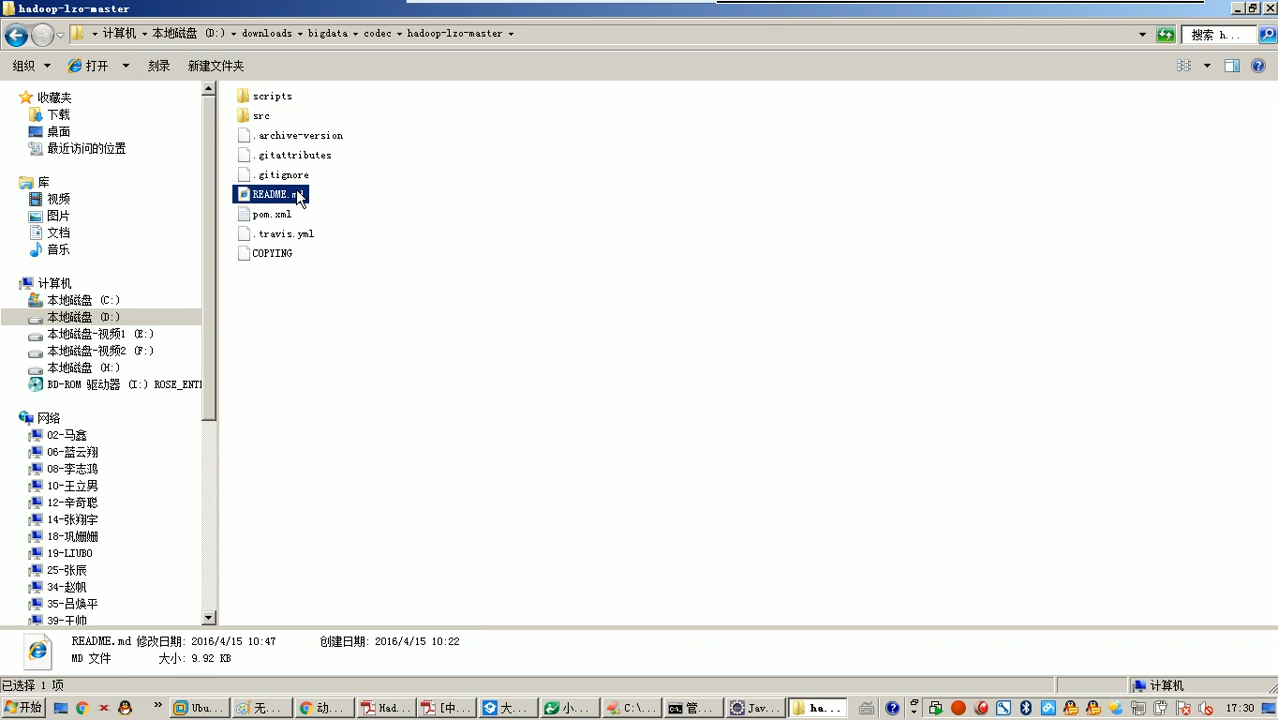 hadoop-lzo-master
计算机 本地磁盘 (D:) downloads bigdata codec hadoop-lzo-master
搜索 h...
组织 打开 刻录 新建文件夹
收藏夹
下载
桌面
最近访问的位置
库
视频
图片
文档
音乐
计算机
本地磁盘 (C:)
本地磁盘 (D:)
本地磁盘-视频1 (E:)
本地磁盘-视频2 (F:)
本地磁盘 (H:)
BD-ROM 驱动器 (I:) ROSE_ENT
网络
02-马鑫
06-蓝云翔
08-李志鸿
10-王立男
12-辛奇聪
14-张翔宇
18-巩姗姗
19-LIUBO
25-张辰
34-赵帆
35-吕焕平
scripts
src
.archive-version
.gitattributes
.gitignore
README.md
pom.xml
.travis.yml
COPYING
README.md 修改日期: 2016/4/15 10:47 创建日期: 2016/4/15 10:22
MD 文件 大小: 9.92 KB
已选择 1 项 计算机
开始 Ubu... 无... 动... Had... [中... 大... 小... C:\... 管... Jav... ha... 17:30